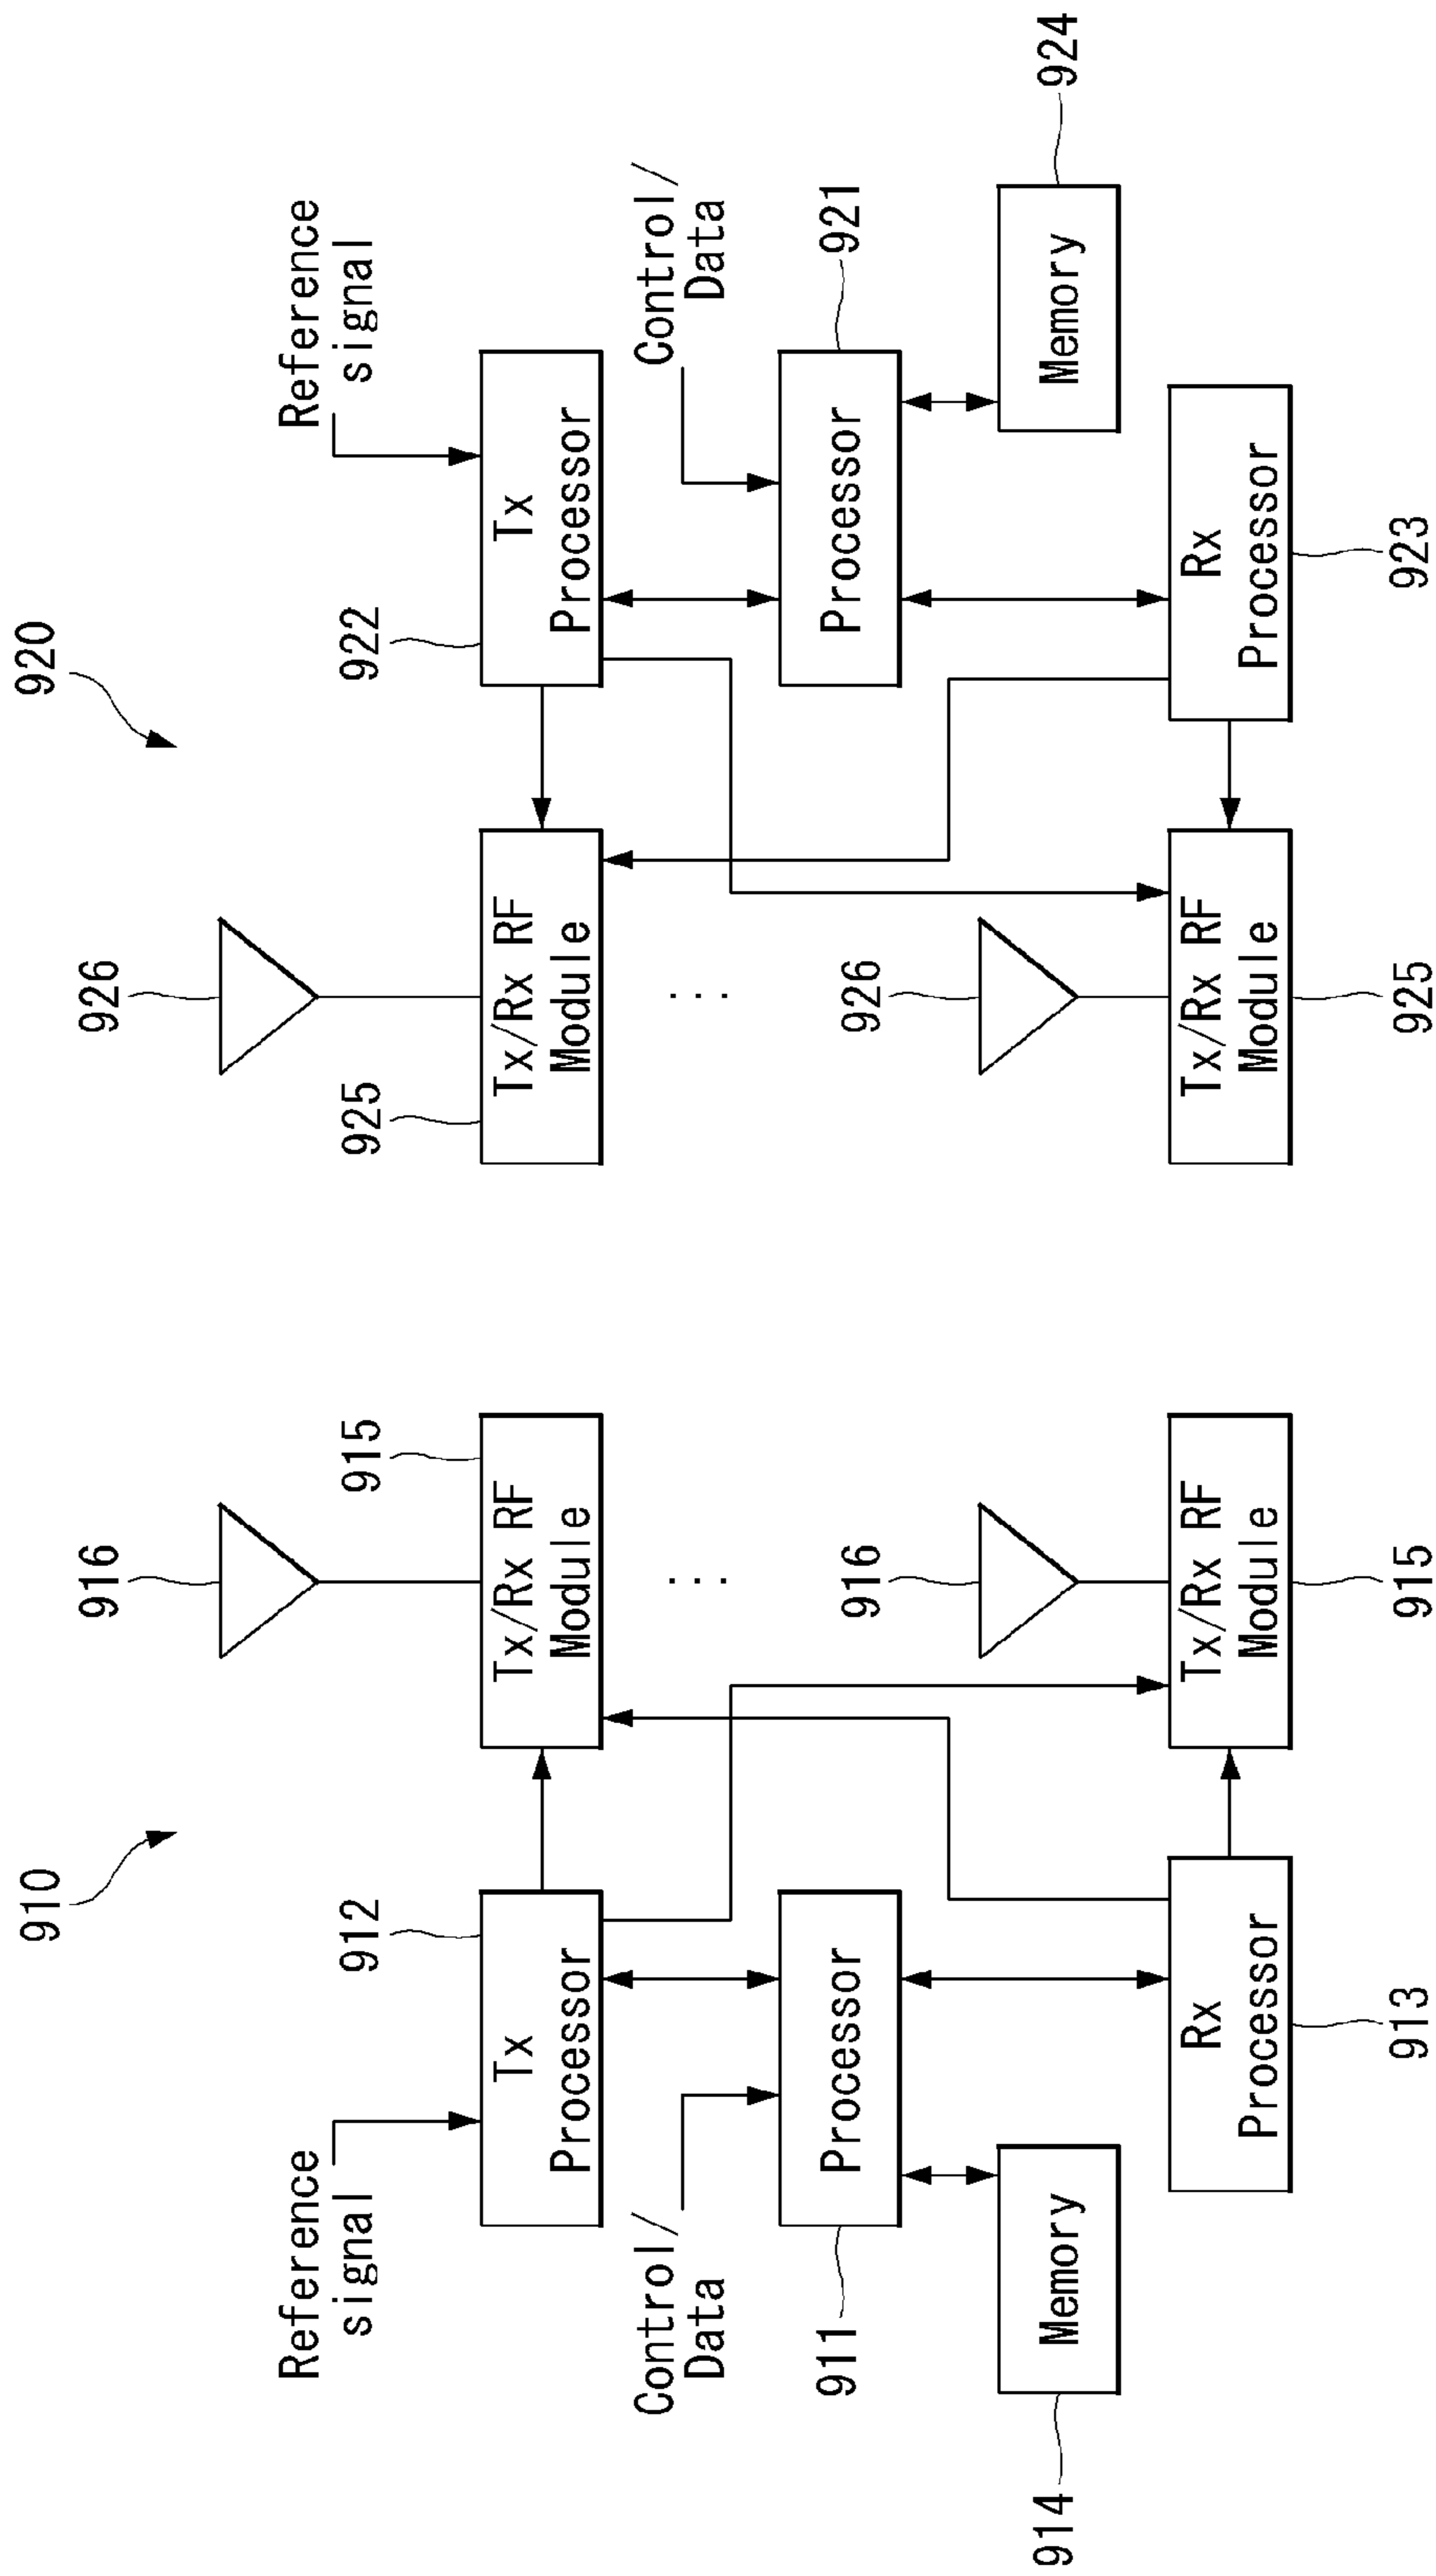 910
920
916
926
Reference
signal
912
915
925
922
Reference
signal
Tx
Processor
Tx/Rx RF
Module
Tx/Rx RF
Module
Tx
Processor
Control/
Data
...
...
Control/
Data
911
Processor
916
926
Processor
921
914
Memory
Memory
924
Rx
Processor
Tx/Rx RF
Module
Tx/Rx RF
Module
Rx
Processor
913
915
925
923